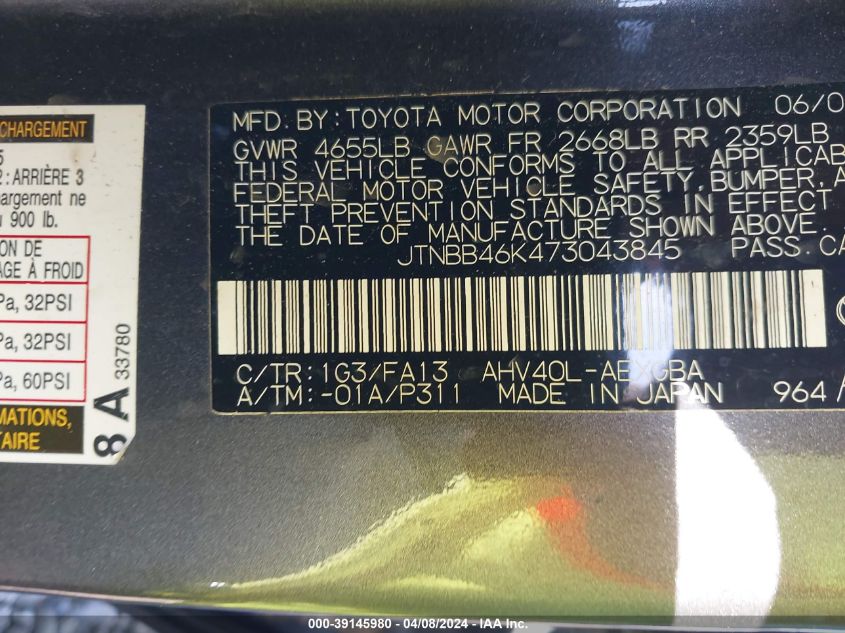 CHARGEMENT
5
2:ARRIÈRE 3
chargement ne
900 lb.
ION DE
AGE À FROID
Pa, 32PSI
Pa, 32PSI
Pa, 60PSI
MATIONS,
TAIRE
8A
33780
MFD. BY: TOYOTA MOTOR CORPORATION 06/0
GVWR 4655LB GAWR FR 2668LB RR 2359LB
THIS VEHICLE CONFORMS TO ALL APPLICAB
FEDERAL MOTOR VEHICLE SAFETY, BUMPER, A
THEFT PREVENTION STANDARDS IN EFFECT
THE DATE OF MANUFACTURE SHOWN ABOVE.
JTNBB46K473043845 PASS. CA
C/TR: 1G3/FA13 AHV40L-AEXGBA
A/TM: -01A/P311 MADE IN JAPAN 964
000-39145980 - 04/08/2024 - IAA Inc.